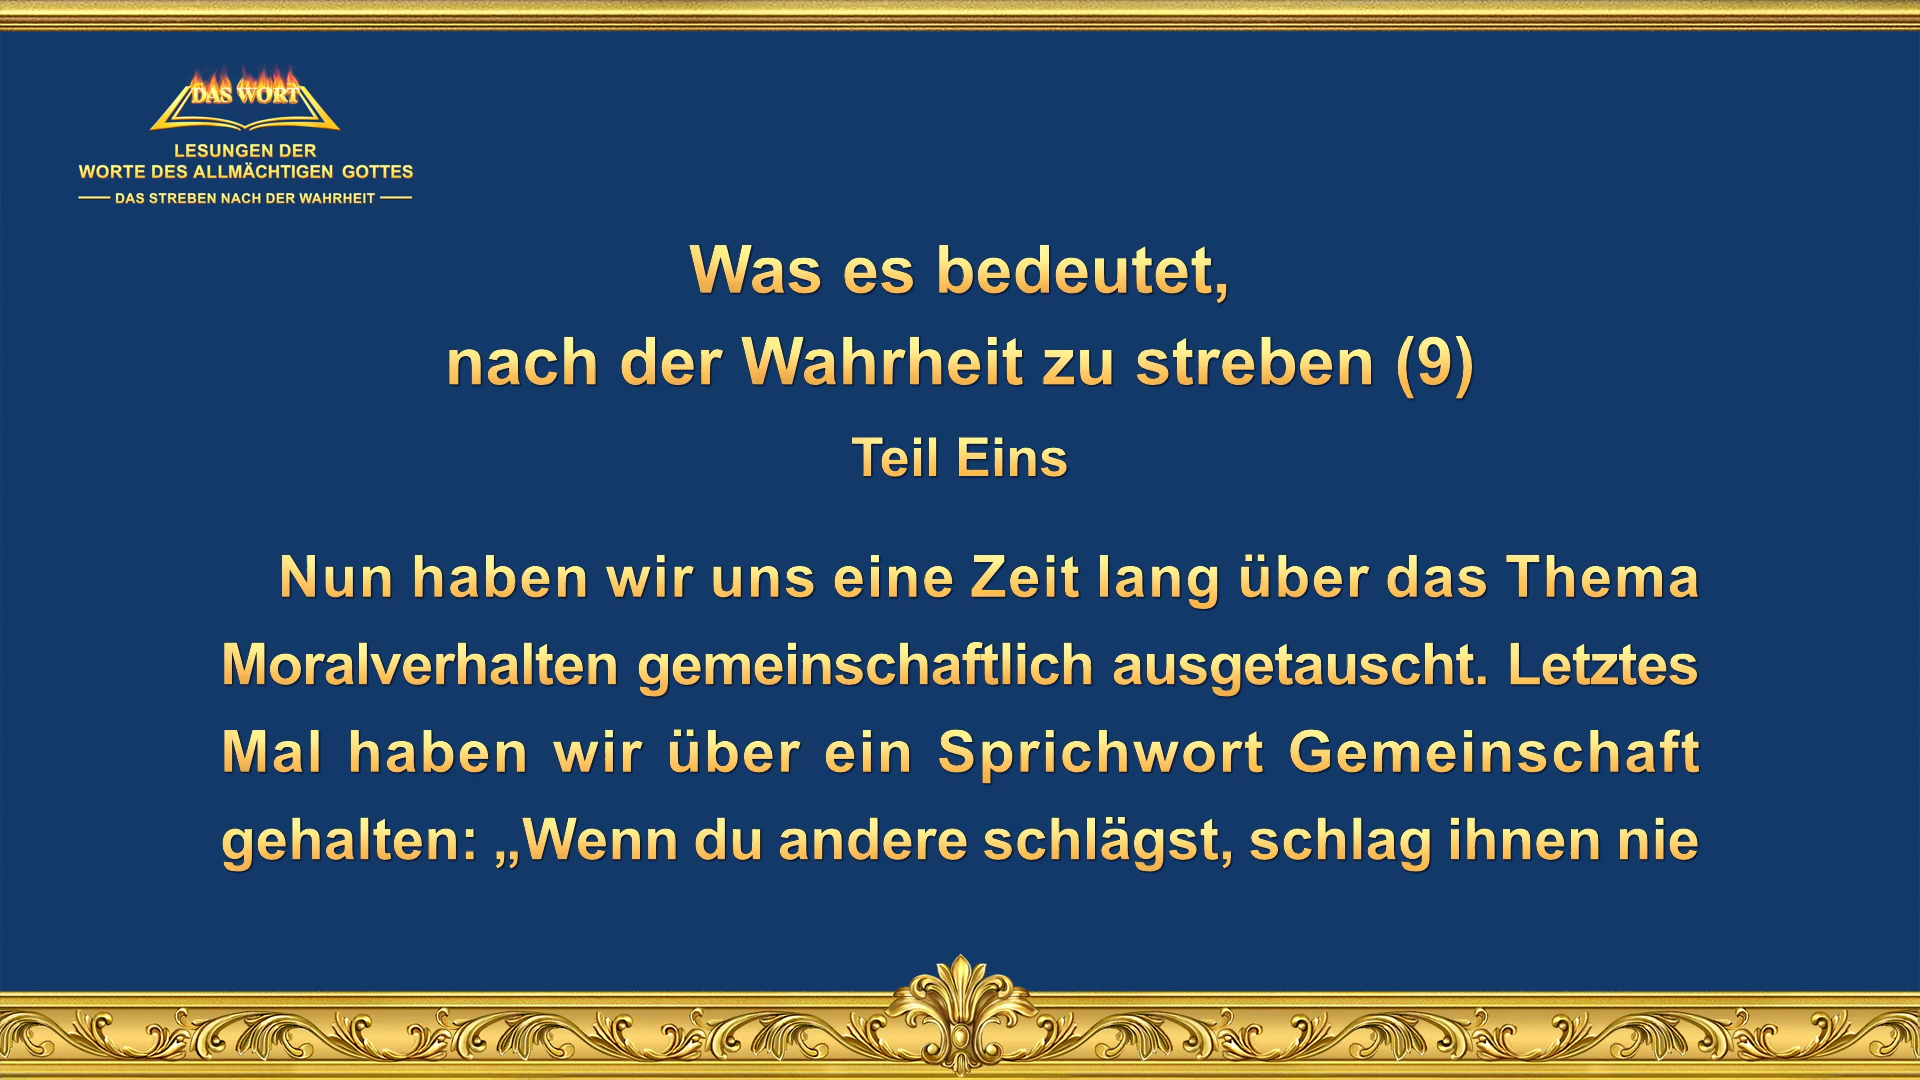 DAS WORT
LESUNGEN DER
WORTE DES ALLMÄCHTIGEN GOTTES
DAS STREBEN NACH DER WAHRHEIT
Was es bedeutet,
nach der Wahrheit zu streben (9)
Teil Eins
Nun haben wir uns eine Zeit lang über das Thema
Moralverhalten gemeinschaftlich ausgetauscht. Letztes
Mal haben wir über ein Sprichwort Gemeinschaft
gehalten: „Wenn du andere schlägst, schlag ihnen nie